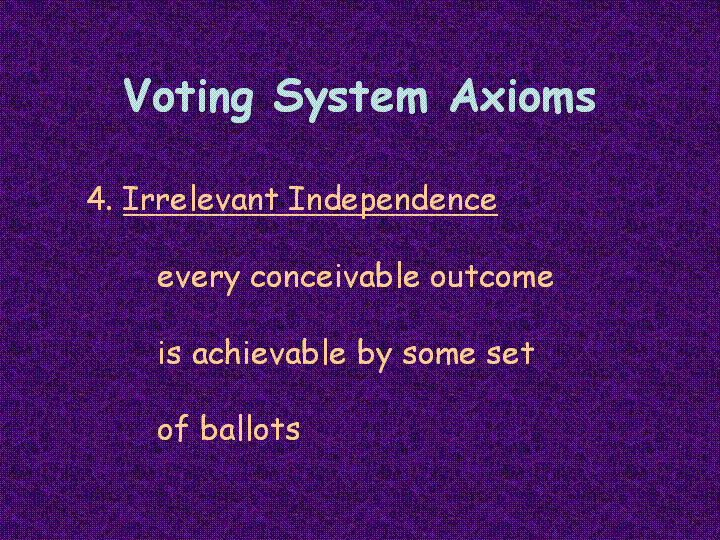 Voting System Axioms
4. Irrelevant Independence
every conceivable outcome
is achievable by some set
of ballots